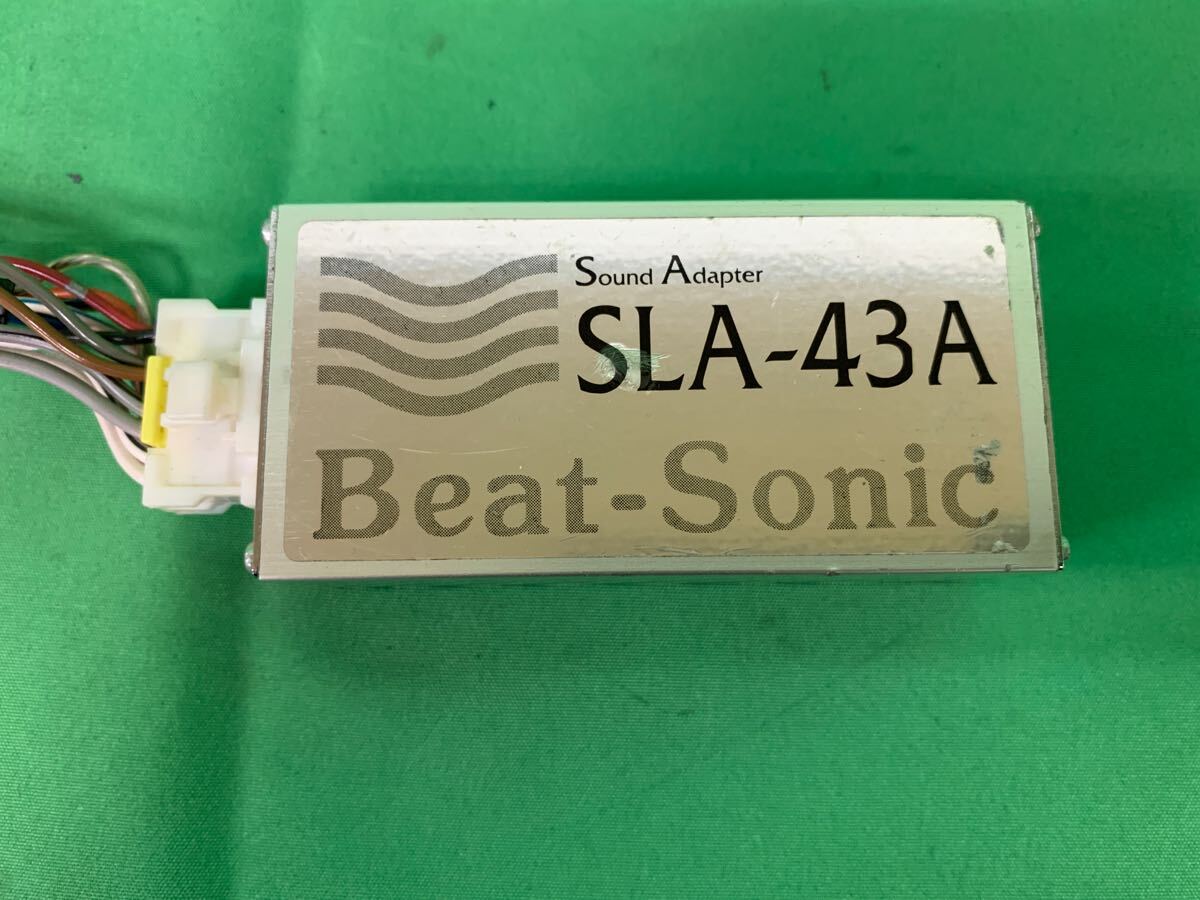 Sound Adapter
SLA-43A
Beat-Sonic